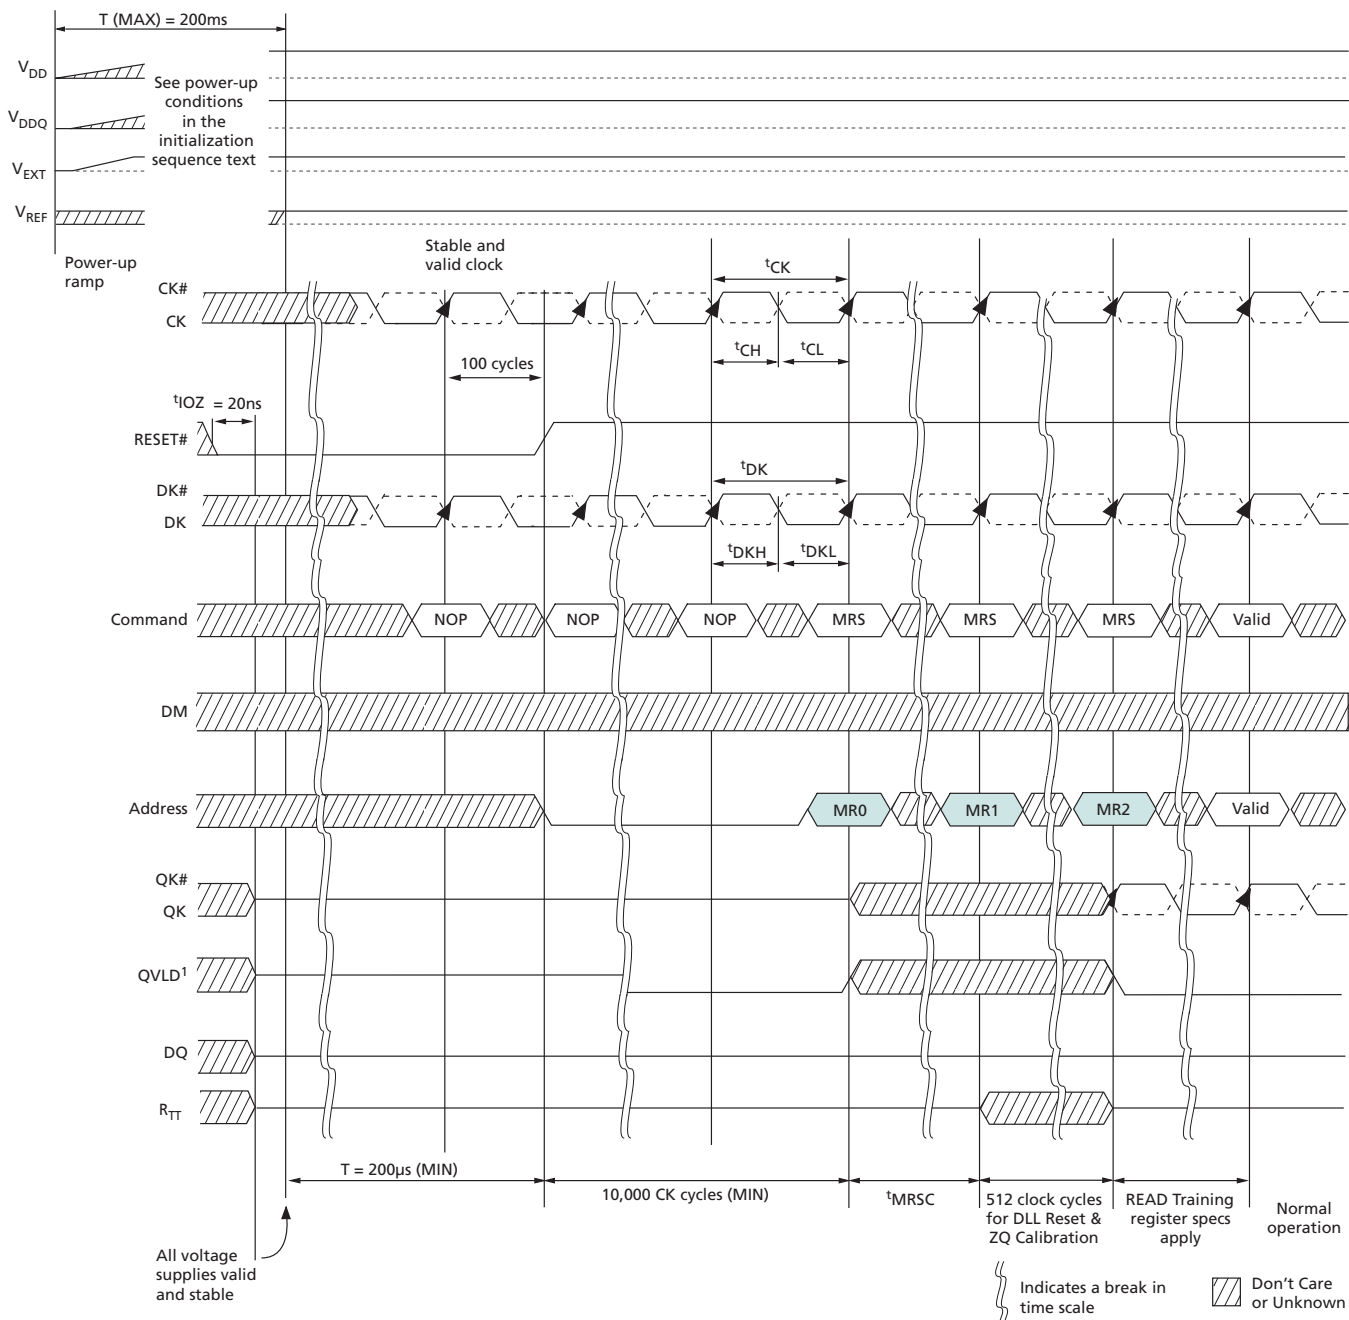 T (MAX) = 200ms
VDD
VDDQ
VEXT
VREF
See power-up
conditions
in the
initialization
sequence text
Power-up
ramp
Stable and
valid clock
tCK
CK#
CK
tCH
tCL
100 cycles
tIOZ = 20ns
RESET#
tDK
DK#
DK
tDKH
tDKL
Command
NOP
NOP
NOP
MRS
MRS
MRS
Valid
DM
Address
MR0
MR1
MR2
Valid
QK#
QK
QVLD1
DQ
RTT
T = 200µs (MIN)
10,000 CK cycles (MIN)
tMRSC
512 clock cycles
for DLL Reset &
ZQ Calibration
READ Training
register specs
apply
Normal
operation
All voltage
supplies valid
and stable
Indicates a break in
time scale
Don't Care
or Unknown